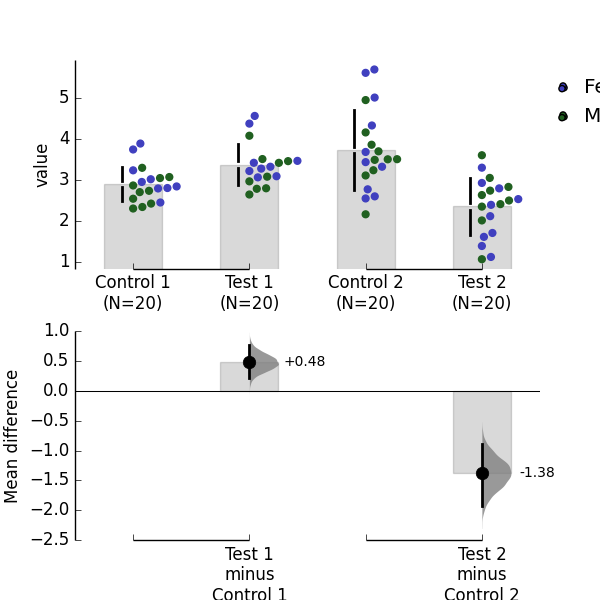 value
5
4
3
2
1
Control 1
(N=20)
Test 1
(N=20)
Control 2
(N=20)
Test 2
(N=20)
Fe
M
Mean difference
1.0
0.5
0.0
−0.5
−1.0
−1.5
−2.0
−2.5
+0.48
-1.38
Test 1
minus
Control 1
Test 2
minus
Control 2